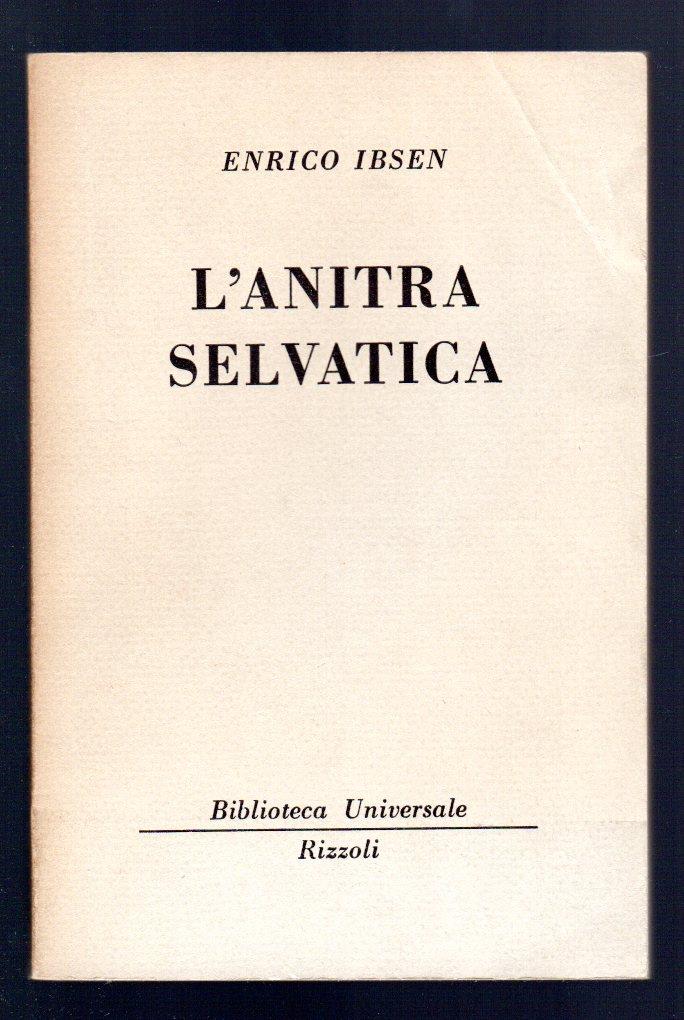 ENRICO IBSEN
L'ANITRA
SELVATICA
Biblioteca Universale
Rizzoli